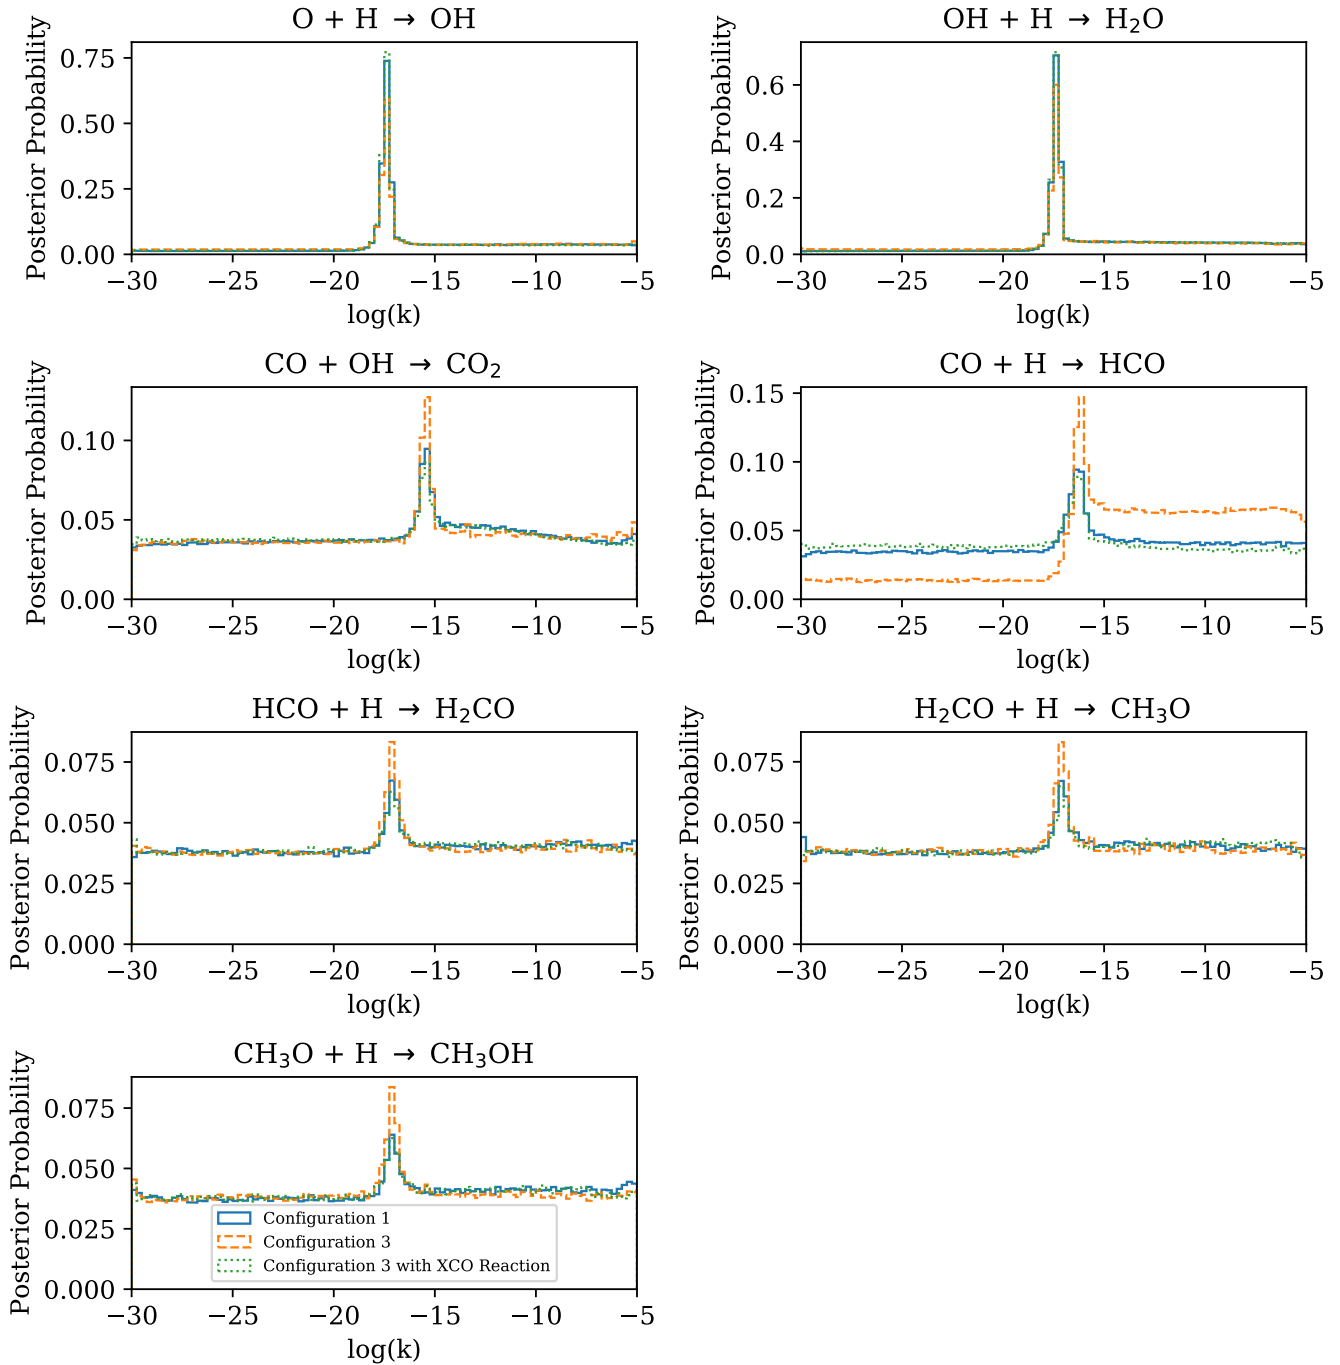 O + H → OH
Posterior Probability
0.75
0.50
0.25
0.00
−30 −25 −20 −15 −10 −5
log(k)
OH + H → H₂O
Posterior Probability
0.6
0.4
0.2
0.0
−30 −25 −20 −15 −10 −5
log(k)
CO + OH → CO₂
Posterior Probability
0.10
0.05
0.00
−30 −25 −20 −15 −10 −5
log(k)
CO + H → HCO
Posterior Probability
0.15
0.10
0.05
0.00
−30 −25 −20 −15 −10 −5
log(k)
HCO + H → H₂CO
Posterior Probability
0.075
0.050
0.025
0.000
−30 −25 −20 −15 −10 −5
log(k)
H₂CO + H → CH₃O
Posterior Probability
0.075
0.050
0.025
0.000
−30 −25 −20 −15 −10 −5
log(k)
CH₃O + H → CH₃OH
Posterior Probability
0.075
0.050
0.025
0.000
Configuration 1
Configuration 3
Configuration 3 with XCO Reaction
−30 −25 −20 −15 −10 −5
log(k)